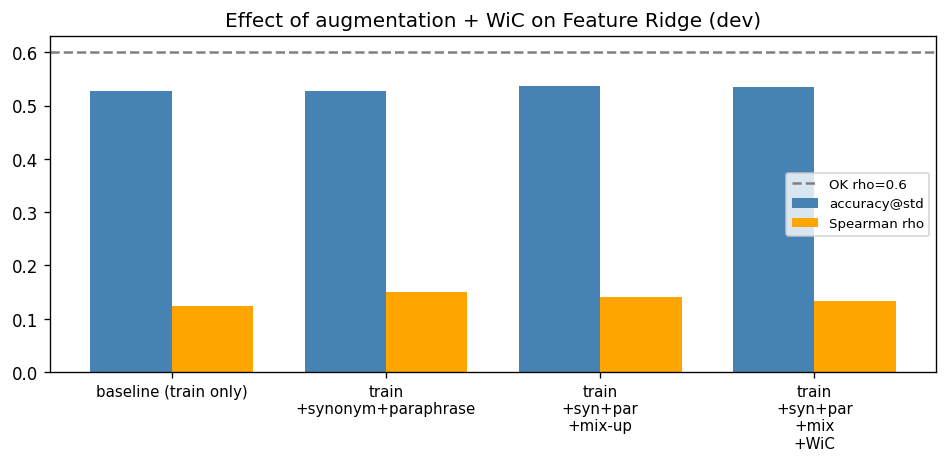 Effect of augmentation + WiC on Feature Ridge (dev)
0.6
0.5
0.4
0.3
0.2
0.1
0.0
OK rho=0.6
accuracy@std
Spearman rho
baseline (train only)
train
+synonym+paraphrase
train
+syn+par
+mix-up
train
+syn+par
+mix
+WiC